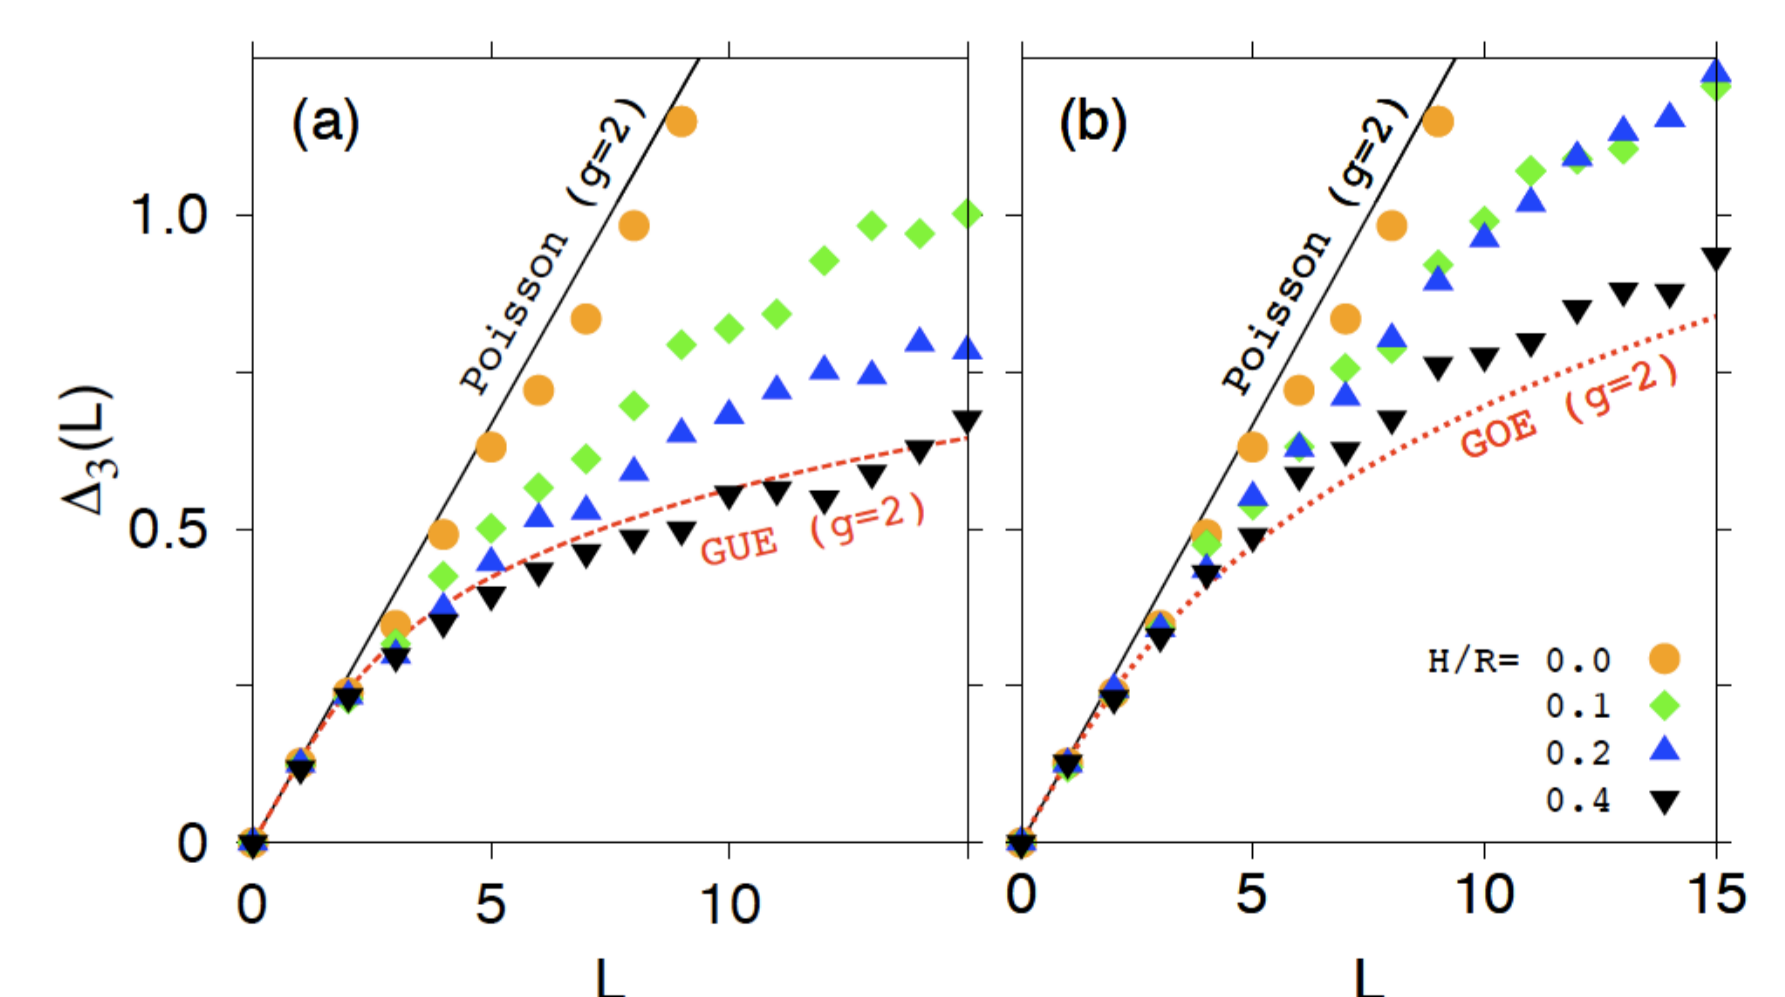 (a)
(b)
Poisson (g=2)
Poisson (g=2)
1.0
0.5
0
Δ3(L)
GUE (g=2)
GOE (g=2)
H/R= 0.0
0.1
0.2
0.4
0 5 10
0 5 10 15
L
L